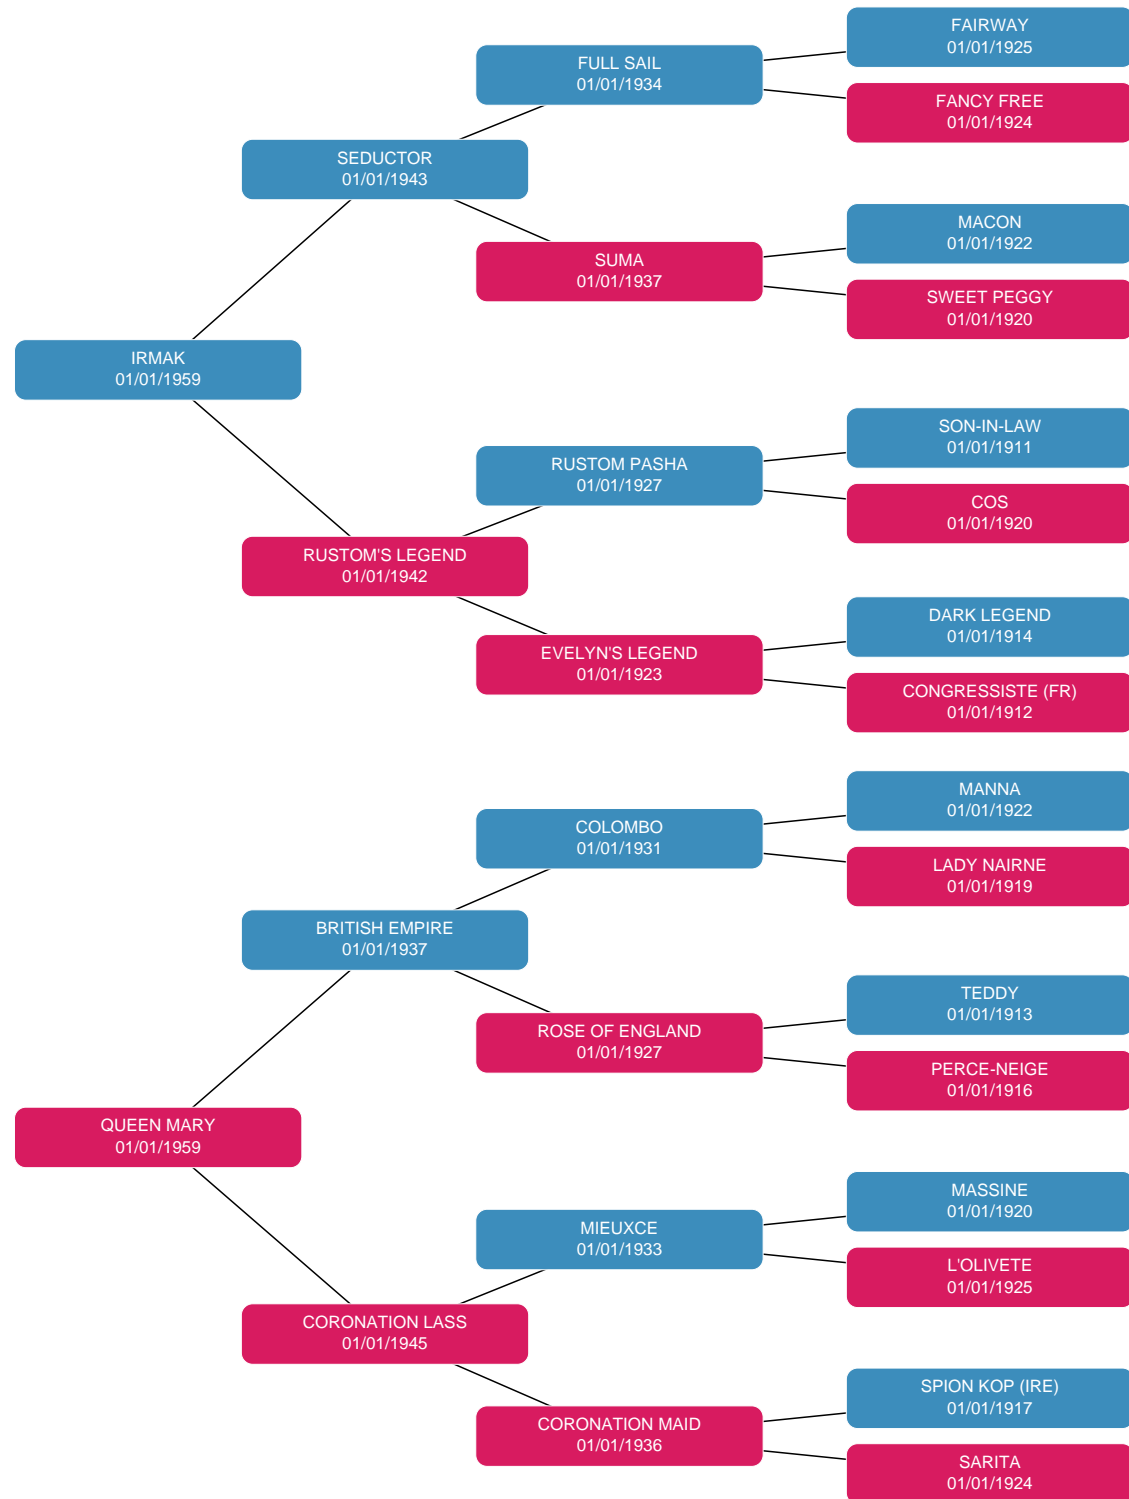 FAIRWAY
01/01/1925
FULL SAIL
01/01/1934
FANCY FREE
01/01/1924
SEDUCTOR
01/01/1943
MACON
01/01/1922
SUMA
01/01/1937
SWEET PEGGY
01/01/1920
IRMAK
01/01/1959
SON-IN-LAW
01/01/1911
RUSTOM PASHA
01/01/1927
COS
01/01/1920
RUSTOM'S LEGEND
01/01/1942
DARK LEGEND
01/01/1914
EVELYN'S LEGEND
01/01/1923
CONGRESSISTE (FR)
01/01/1912
MANNA
01/01/1922
COLOMBO
01/01/1931
LADY NAIRNE
01/01/1919
BRITISH EMPIRE
01/01/1937
TEDDY
01/01/1913
ROSE OF ENGLAND
01/01/1927
PERCE-NEIGE
01/01/1916
QUEEN MARY
01/01/1959
MASSINE
01/01/1920
MIEUXCE
01/01/1933
L'OLIVETE
01/01/1925
CORONATION LASS
01/01/1945
SPION KOP (IRE)
01/01/1917
CORONATION MAID
01/01/1936
SARITA
01/01/1924